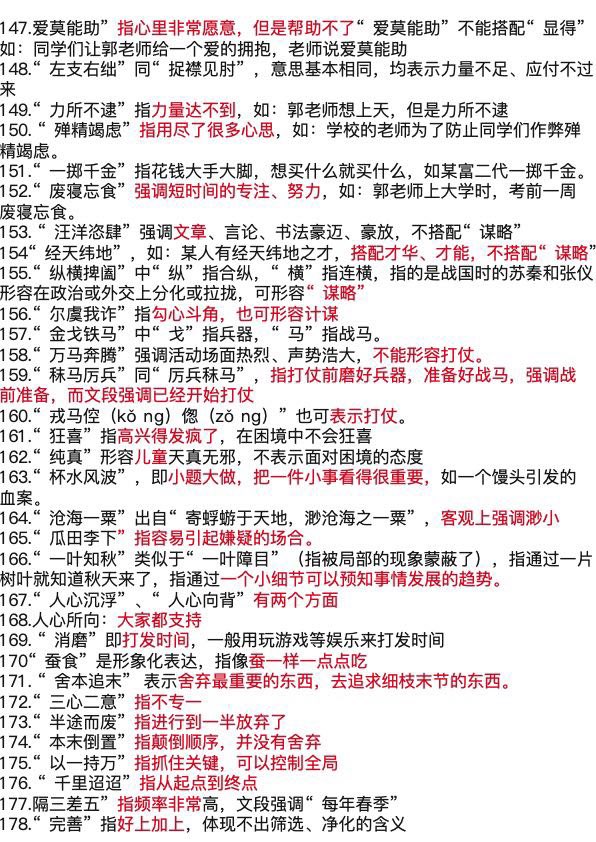 147.爱莫能助”指心里非常愿意，但是帮助不了“爱莫能助”不能搭配“显得”
如：同学们让郭老师给一个爱的拥抱，老师说爱莫能助
148.“左支右绌”同“捉襟见肘”，意思基本相同，均表示力量不足、应付不过
来
149.“力所不逮”指力量达不到，如：郭老师想上天，但是力所不逮
150.“殚精竭虑”指用尽了很多心思，如：学校的老师为了防止同学们作弊殚
精竭虑。
151.“一掷千金”指花钱大手大脚，想买什么就买什么，如某富二代一掷千金。
152.“废寝忘食”强调短时间的专注、努力，如：郭老师上大学时，考前一周
废寝忘食。
153.“汪洋恣肆”强调文章、言论、书法豪迈、豪放，不搭配“谋略”
154“经天纬地”，如：某人有经天纬地之才，搭配才华、才能，不搭配“谋略”
155.“纵横捭阖”中“纵”指合纵，“横”指连横，指的是战国时的苏秦和张仪
形容在政治或外交上分化或拉拢，可形容“谋略”
156.“尔虞我诈”指勾心斗角，也可形容计谋
157.“金戈铁马”中“戈”指兵器，“马”指战马。
158.“万马奔腾”强调活动场面热烈、声势浩大，不能形容打仗。
159.“秣马厉兵”同“厉兵秣马”，指打仗前磨好兵器，准备好战马，强调战
前准备，而文段强调已经开始打仗
160.“戎马倥（kǒ ng）偬（zǒ ng）”也可表示打仗。
161.“狂喜”指高兴得发疯了，在困境中不会狂喜
162.“纯真”形容儿童天真无邪，不表示面对困境的态度
163.“杯水风波”，即小题大做，把一件小事看得很重要，如一个馒头引发的
血案。
164.“沧海一粟”出自“寄蜉蝣于天地，渺沧海之一粟”，客观上强调渺小
165.“瓜田李下”指容易引起嫌疑的场合。
166.“一叶知秋”类似于“一叶障目”（指被局部的现象蒙蔽了），指通过一片
树叶就知道秋天来了，指通过一个小细节可以预知事情发展的趋势。
167.“人心沉浮”、“人心向背”有两个方面
168.人心所向：大家都支持
169.“消磨”即打发时间，一般用玩游戏等娱乐来打发时间
170“蚕食”是形象化表达，指像蚕一样一点点吃
171.“舍本追末”表示舍弃最重要的东西，去追求细枝末节的东西。
172.“三心二意”指不专一
173.“半途而废”指进行到一半放弃了
174.“本末倒置”指颠倒顺序，并没有舍弃
175.“以一持万”指抓住关键，可以控制全局
176.“千里迢迢”指从起点到终点
177.隔三差五”指频率非常高，文段强调“每年春季”
178.“完善”指好上加上，体现不出筛选、净化的含义